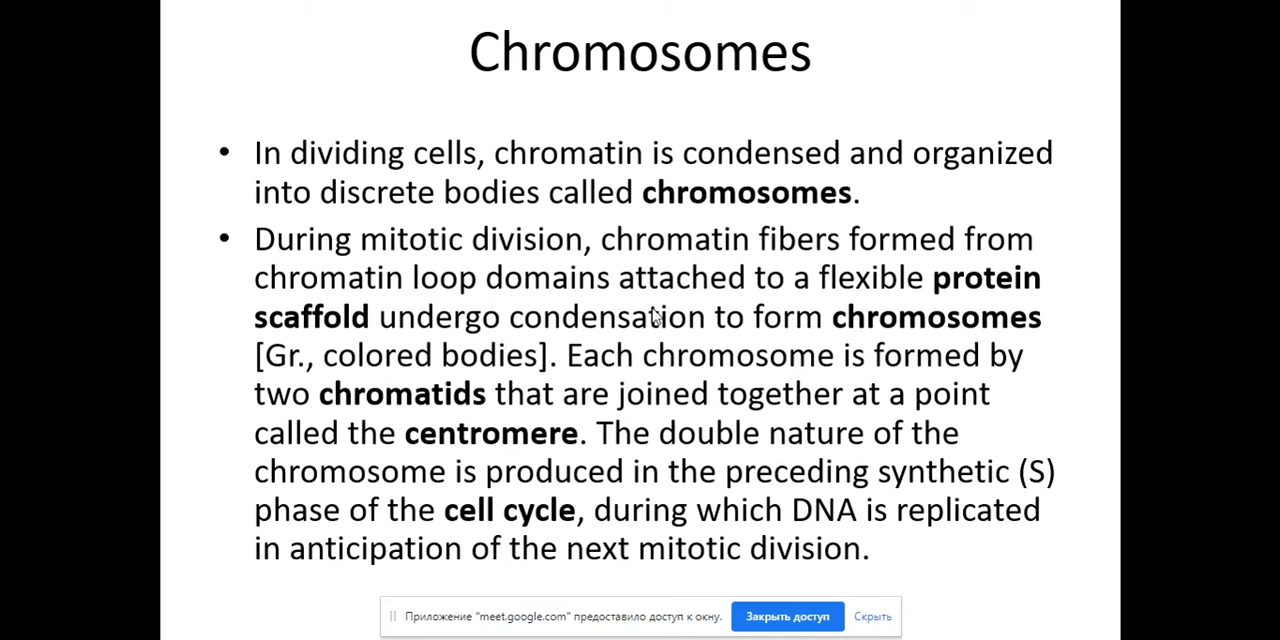 Chromosomes
• In dividing cells, chromatin is condensed and organized
into discrete bodies called chromosomes.
• During mitotic division, chromatin fibers formed from
chromatin loop domains attached to a flexible protein
scaffold undergo condensation to form chromosomes
[Gr., colored bodies]. Each chromosome is formed by
two chromatids that are joined together at a point
called the centromere. The double nature of the
chromosome is produced in the preceding synthetic (S)
phase of the cell cycle, during which DNA is replicated
in anticipation of the next mitotic division.
Приложение "meet.google.com" предоставило доступ к окну. Закрыть доступ Скрыть